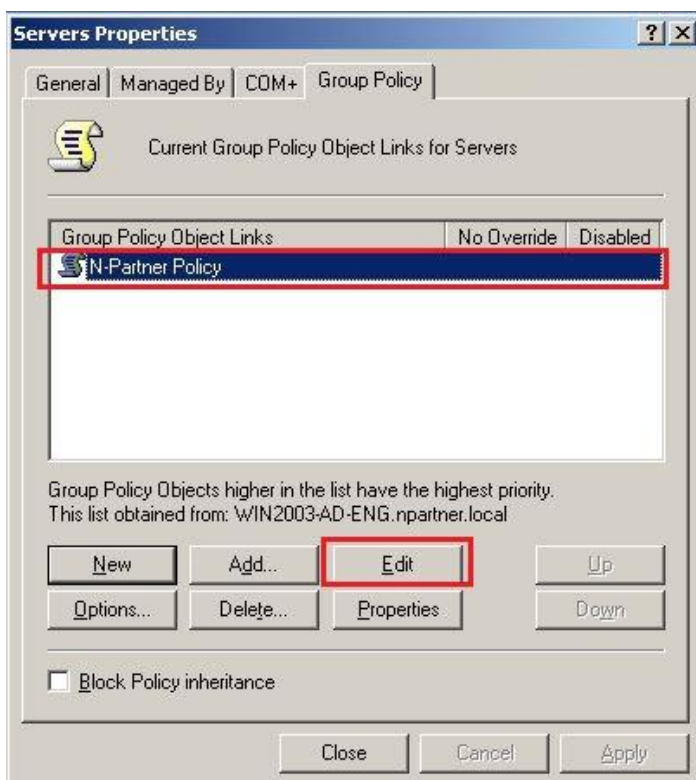 Servers Properties
? X
General Managed By COM+ Group Policy
Current Group Policy Object Links for Servers
Group Policy Object Links No Override Disabled
N-Partner Policy
Group Policy Objects higher in the list have the highest priority.
This list obtained from: WIN2003-AD-ENG.npartner.local
New Add... Edit Up
Options... Delete... Properties Down
Block Policy inheritance
Close Cancel Apply